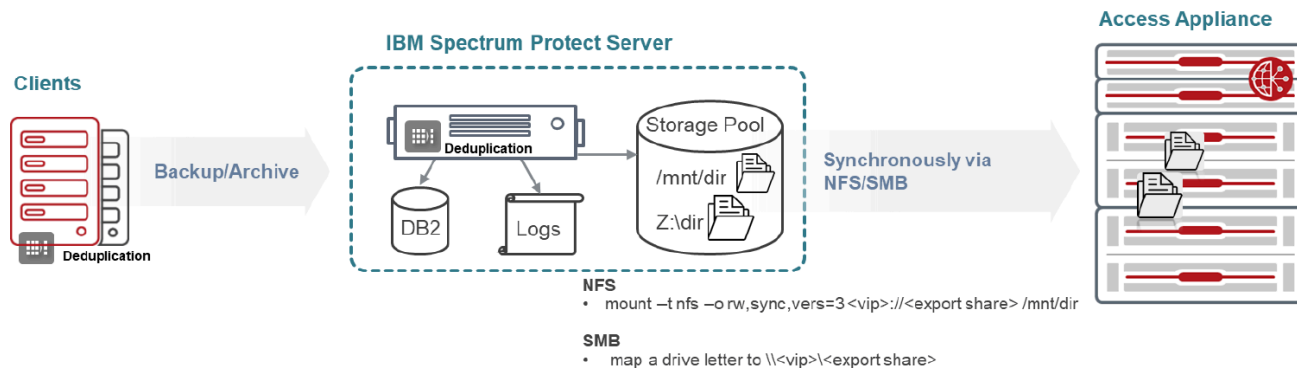 Access Appliance
IBM Spectrum Protect Server
Clients
Storage Pool
Deduplication
Backup/Archive
/mnt/dir
Synchronously via
NFS/SMB
DB2
Logs
Z:\dir
Deduplication
NFS
• mount –t nfs –o rw,sync,vers=3 <vip>://<export share> /mnt/dir
SMB
• map a drive letter to \\<vip>\<export share>